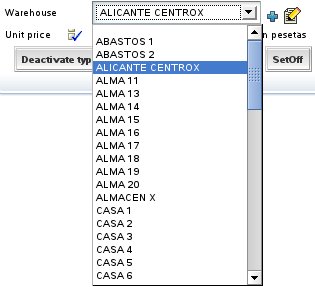 Warehouse ALICANTE CENTROX
Unit price n pesetas
Deactivate typ SetOff
ABASTOS 1
ABASTOS 2
ALICANTE CENTROX
ALMA 11
ALMA 13
ALMA 14
ALMA 15
ALMA 16
ALMA 17
ALMA 18
ALMA 19
ALMA 20
ALMACEN X
CASA 1
CASA 2
CASA 3
CASA 4
CASA 5
CASA 6